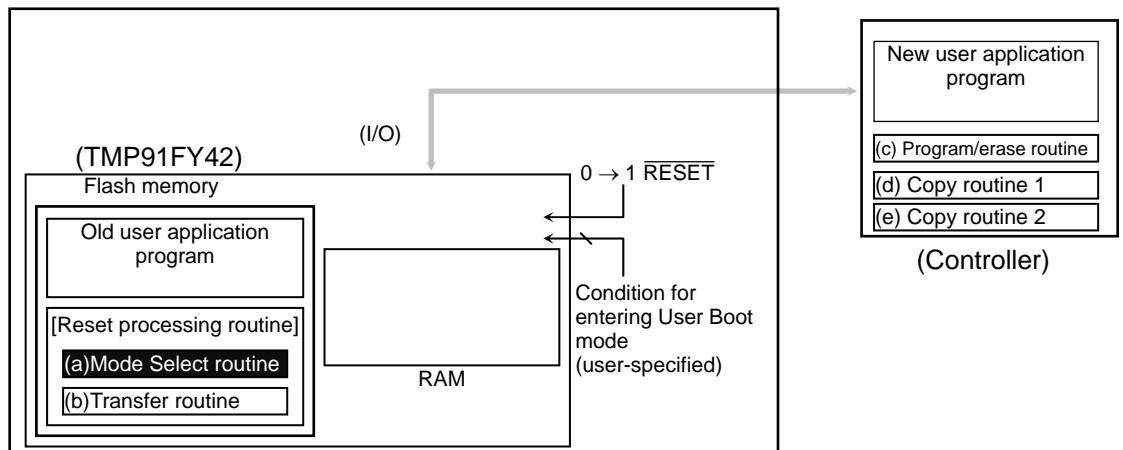 (I/O)
(TMP91FY42)
Flash memory
Old user application
program
[Reset processing routine]
(a)Mode Select routine
(b)Transfer routine
RAM
0 → 1 RESET
Condition for
entering User Boot
mode
(user-specified)
New user application
program
(c) Program/erase routine
(d) Copy routine 1
(e) Copy routine 2
(Controller)